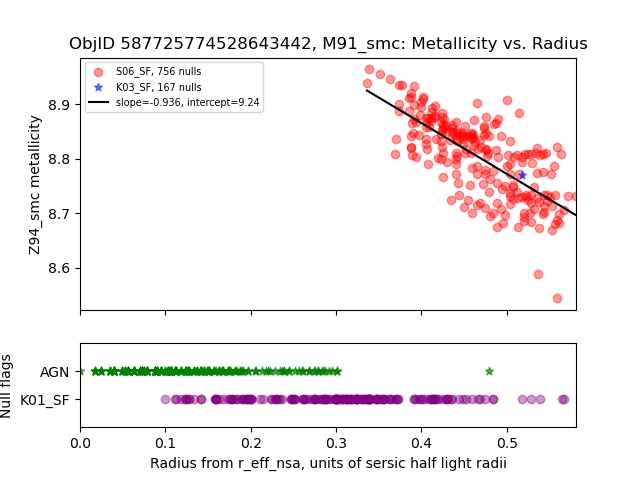 ObjID 587725774528643442, M91_smc: Metallicity vs. Radius
S06_SF, 756 nulls
K03_SF, 167 nulls
slope=-0.936, intercept=9.24
Z94_smc metallicity
8.9
8.8
8.7
8.6
Null flags
AGN
K01_SF
0.0 0.1 0.2 0.3 0.4 0.5
Radius from r_eff_nsa, units of sersic half light radii